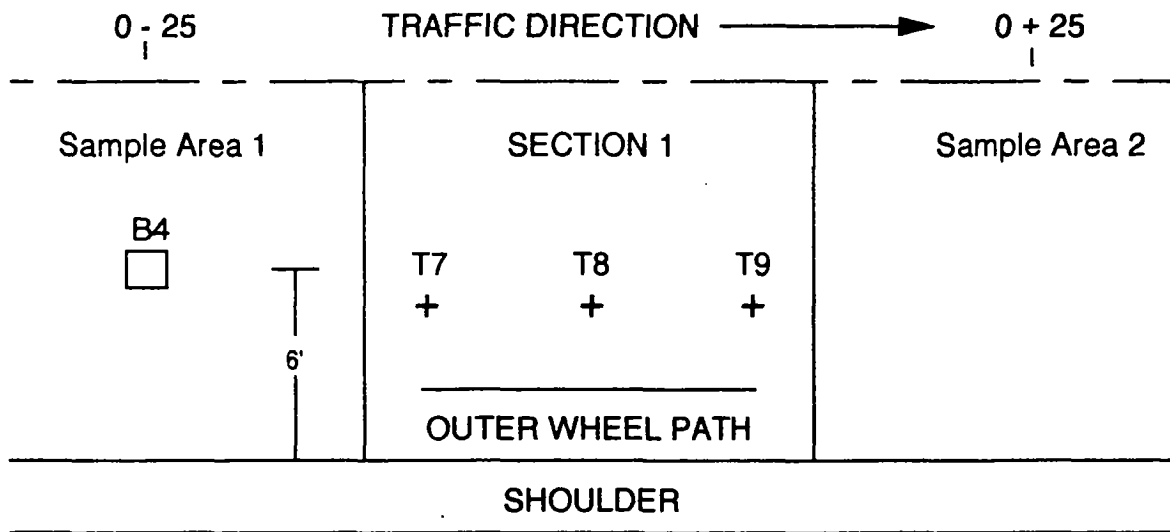 0 - 25 TRAFFIC DIRECTION 0 + 25
Sample Area 1 SECTION 1 Sample Area 2
B4
T7 T8 T9
6'
OUTER WHEEL PATH
SHOULDER